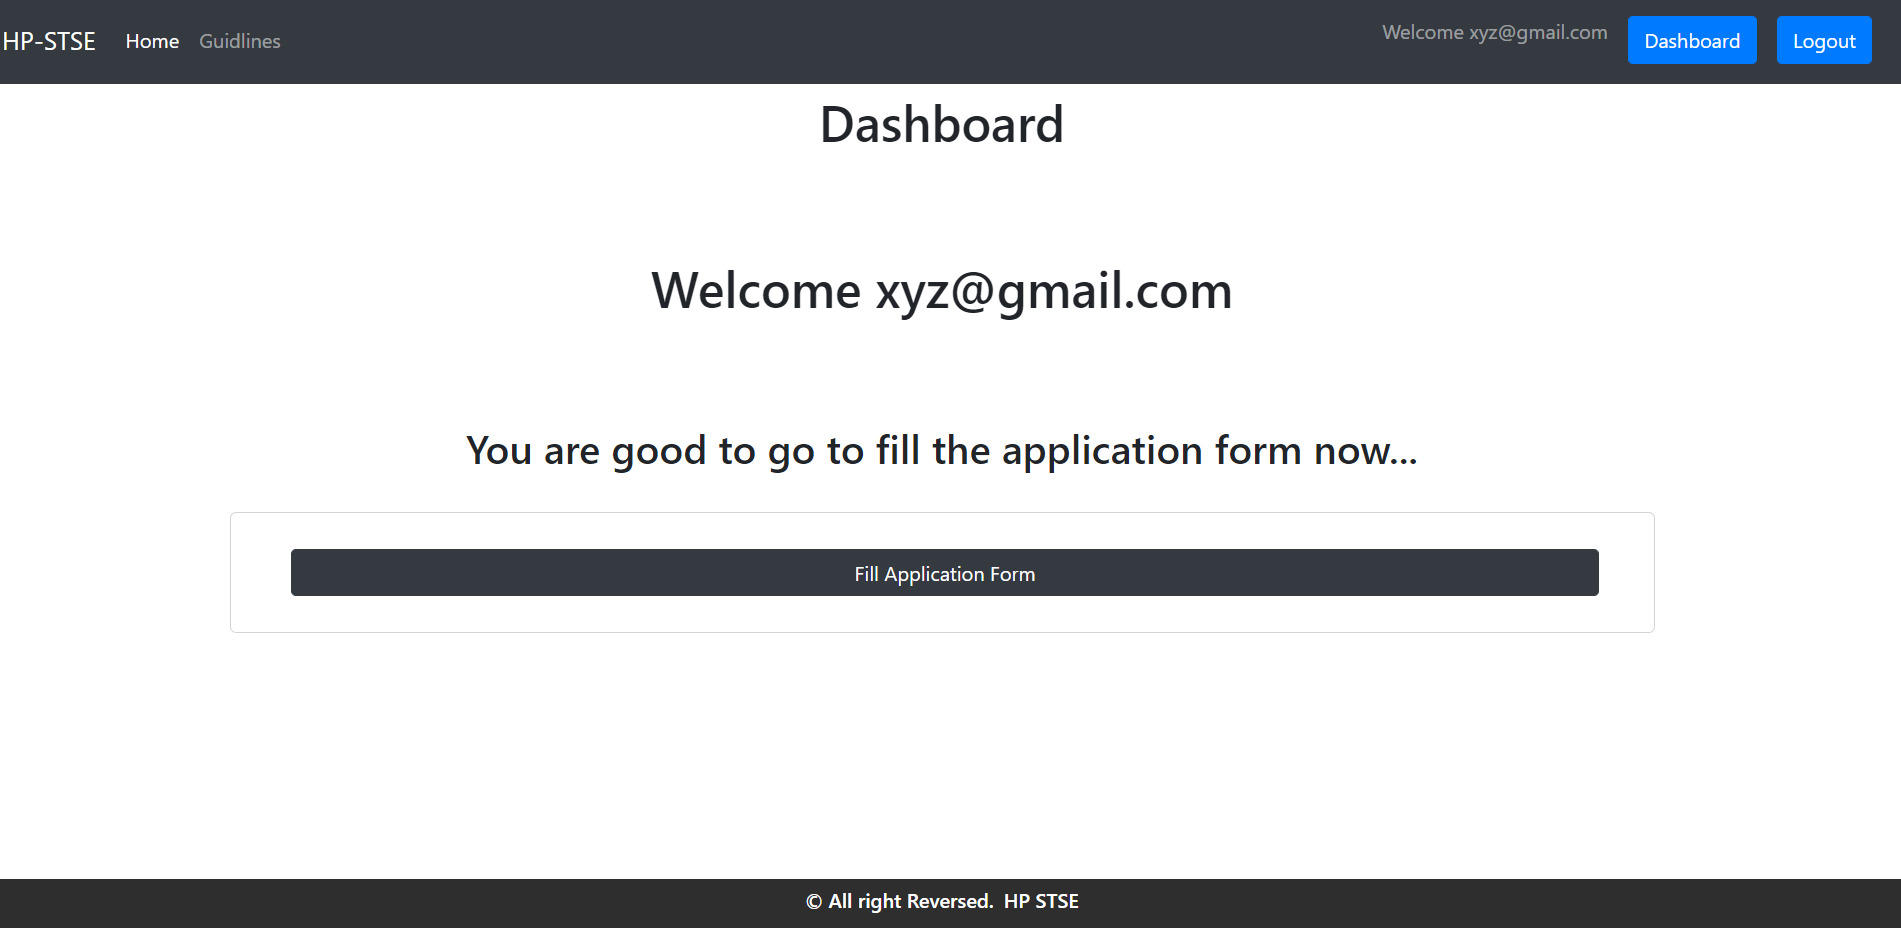 HP-STSE Home Guidlines Welcome xyz@gmail.com Dashboard Logout
Dashboard
Welcome xyz@gmail.com
You are good to go to fill the application form now...
Fill Application Form
© All right Reversed. HP STSE